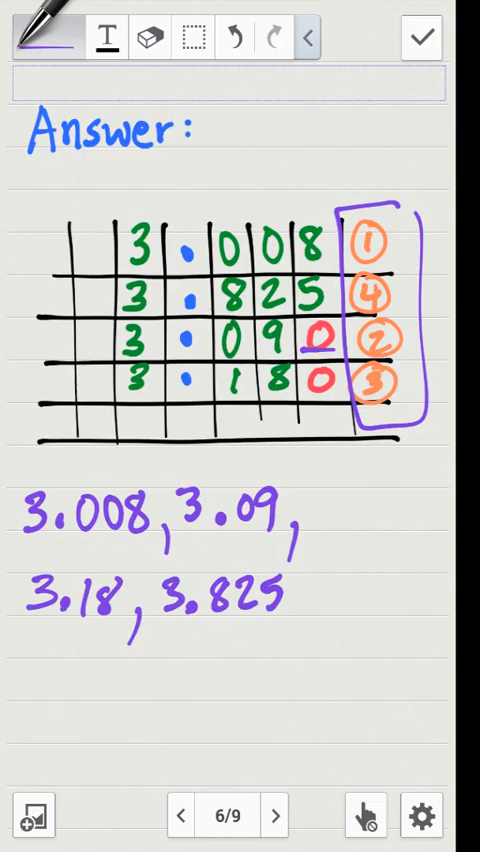 T
Answer:
3 . 0 0 8 1
3 . 8 2 5 4
3 . 0 9 0 2
3 . 1 8 0 3
3.008, 3.09,
3.18, 3.825
6/9